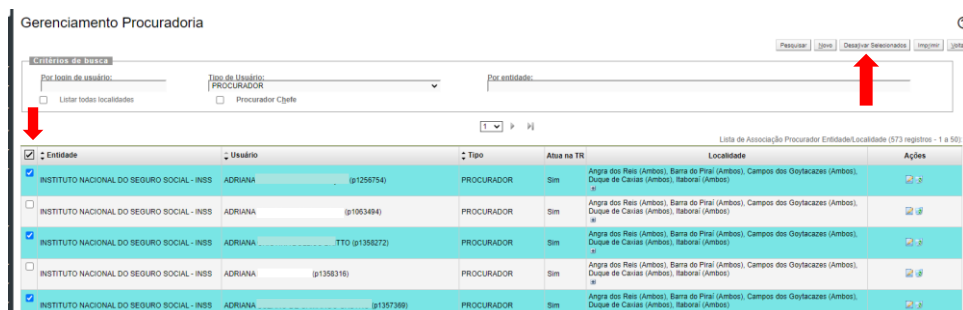 Gerenciamento Procuradoria
Pesquisar Novo Desativar Selecionados Imprimir
Critérios de busca
Por login de usuário: Tipo de Usuário: Por entidade:
PROCURADOR
Listar todas localidades Procurador Chefe
1
Lista de Associação Procurador Entidade/Localidade (573 registros - 1 a 50):
Entidade Usuário Tipo Atua na TR Localidade Ações
INSTITUTO NACIONAL DO SEGURO SOCIAL - INSS ADRIANA (p1256754) PROCURADOR Sim Angra dos Reis (Ambos), Barra do Piraí (Ambos), Campos dos Goytacazes (Ambos),
Duque de Caxias (Ambos), Itaboraí (Ambos)
INSTITUTO NACIONAL DO SEGURO SOCIAL - INSS ADRIANA (p1063494) PROCURADOR Sim Angra dos Reis (Ambos), Barra do Piraí (Ambos), Campos dos Goytacazes (Ambos),
Duque de Caxias (Ambos), Itaboraí (Ambos)
INSTITUTO NACIONAL DO SEGURO SOCIAL - INSS ADRIANA TTO (p1358272) PROCURADOR Sim Angra dos Reis (Ambos), Barra do Piraí (Ambos), Campos dos Goytacazes (Ambos),
Duque de Caxias (Ambos), Itaboraí (Ambos)
INSTITUTO NACIONAL DO SEGURO SOCIAL - INSS ADRIANA (p1358316) PROCURADOR Sim Angra dos Reis (Ambos), Barra do Piraí (Ambos), Campos dos Goytacazes (Ambos),
Duque de Caxias (Ambos), Itaboraí (Ambos)
INSTITUTO NACIONAL DO SEGURO SOCIAL - INSS ADRIANA (p1357389) PROCURADOR Sim Angra dos Reis (Ambos), Barra do Piraí (Ambos), Campos dos Goytacazes (Ambos),
Duque de Caxias (Ambos), Itaboraí (Ambos)